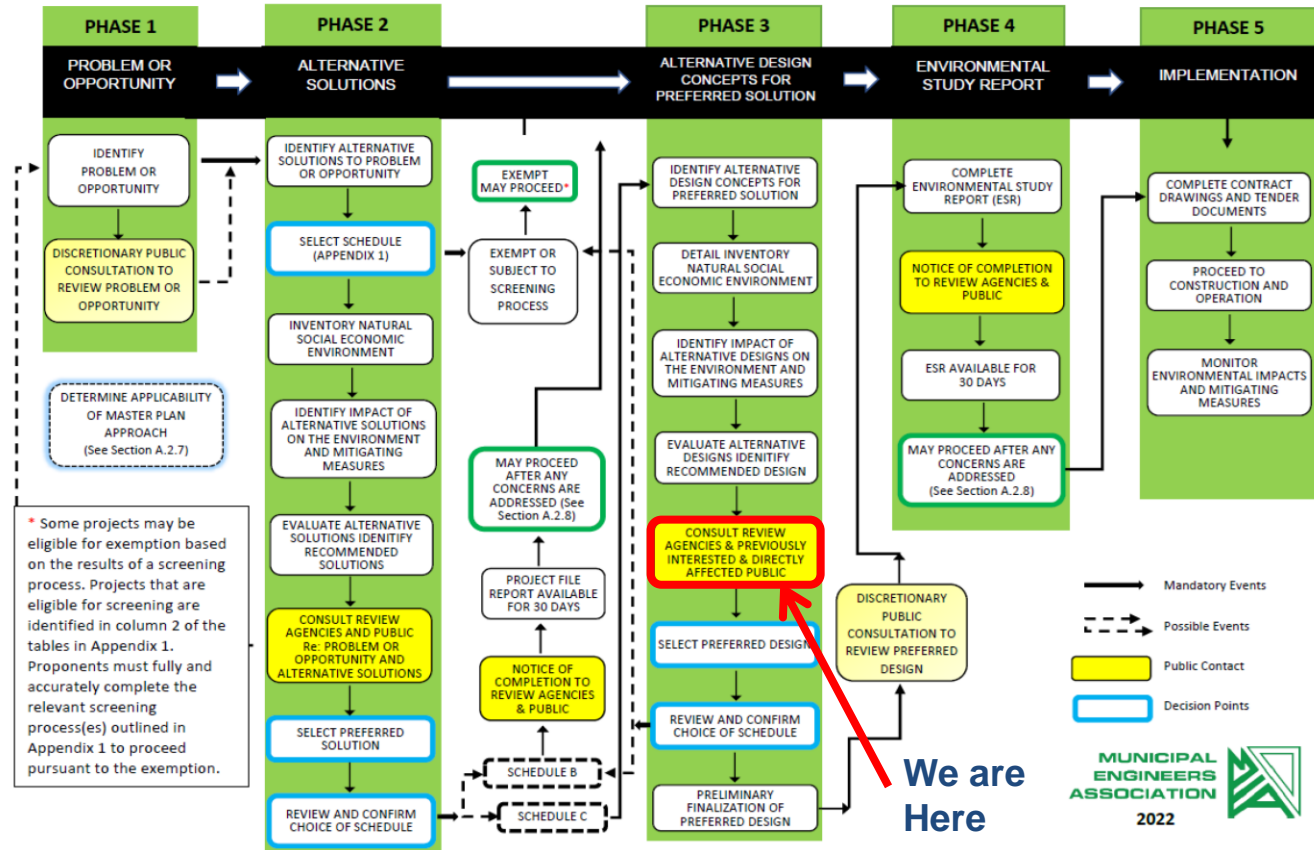 PHASE 1
PROBLEM OR
OPPORTUNITY
IDENTIFY
PROBLEM OR
OPPORTUNITY
DISCRETIONARY PUBLIC
CONSULTATION TO
REVIEW PROBLEM OR
OPPORTUNITY
DETERMINE APPLICABILITY
OF MASTER PLAN
APPROACH
(See Section A.2.7)
* Some projects may be
eligible for exemption based
on the results of a screening
process. Projects that are
eligible for screening are
identified in column 2 of the
tables in Appendix 1.
Proponents must fully and
accurately complete the
relevant screening
process(es) outlined in
Appendix 1 to proceed
pursuant to the exemption.
PHASE 2
ALTERNATIVE
SOLUTIONS
IDENTIFY ALTERNATIVE
SOLUTIONS TO PROBLEM
OR OPPORTUNITY
SELECT SCHEDULE
(APPENDIX 1)
INVENTORY NATURAL
SOCIAL ECONOMIC
ENVIRONMENT
IDENTIFY IMPACT OF
ALTERNATIVE SOLUTIONS
ON THE ENVIRONMENT
AND MITIGATING MEASURES
EVALUATE ALTERNATIVE
SOLUTIONS IDENTIFY
RECOMMENDED
SOLUTIONS
CONSULT REVIEW
AGENCIES AND PUBLIC
Re: PROBLEM OR
OPPORTUNITY AND
ALTERNATIVE SOLUTIONS
SELECT PREFERRED
SOLUTION
REVIEW AND CONFIRM
CHOICE OF SCHEDULE
EXEMPT
MAY PROCEED*
EXEMPT OR
SUBJECT TO
SCREENING
PROCESS
MAY PROCEED
AFTER ANY
CONCERNS ARE
ADDRESSED (See
Section A.2.8)
PROJECT FILE
REPORT AVAILABLE
FOR 30 DAYS
NOTICE OF
COMPLETION TO
REVIEW AGENCIES
& PUBLIC
SCHEDULE B
SCHEDULE C
PHASE 3
ALTERNATIVE DESIGN
CONCEPTS FOR
PREFERRED SOLUTION
IDENTIFY ALTERNATIVE
DESIGN CONCEPTS FOR
PREFERRED SOLUTION
DETAIL INVENTORY
NATURAL SOCIAL
ECONOMIC ENVIRONMENT
IDENTIFY IMPACT OF
ALTERNATIVE DESIGNS ON
THE ENVIRONMENT AND
MITIGATING MEASURES
EVALUATE ALTERNATIVE
DESIGNS IDEINTIFY
RECOMMENDED DESIGN
CONSULT REVIEW
AGENCIES & PREVIOUSLY
INTERESTED & DIRECTLY
AFFECTED PUBLIC
SELECT PREFERRED DESIGN
REVIEW AND CONFIRM
CHOICE OF SCHEDULE
PRELIMINARY
FINALIZATION OF
PREFERRED DESIGN
We are
Here
DISCRETIONARY
PUBLIC
CONSULTATION TO
REVIEW PREFERRED
DESIGN
PHASE 4
ENVIRONMENTAL
STUDY REPORT
COMPLETE
ENVIRONMENTAL STUDY
REPORT (ESR)
NOTICE OF COMPLETION
TO REVIEW AGENCIES &
PUBLIC
ESR AVAILABLE FOR
30 DAYS
MAY PROCEED AFTER ANY
CONCERNS ARE
ADDRESSED
(See Section A.2.8)
PHASE 5
IMPLEMENTATION
COMPLETE CONTRACT
DRAWINGS AND TENDER
DOCUMENTS
PROCEED TO
CONSTRUCTION AND
OPERATION
MONITOR
ENVIRONMENTAL IMPACTS
AND MITIGATING
MEASURES
Mandatory Events
Possible Events
Public Contact
Decision Points
MUNICIPAL
ENGINEERS
ASSOCIATION
2022